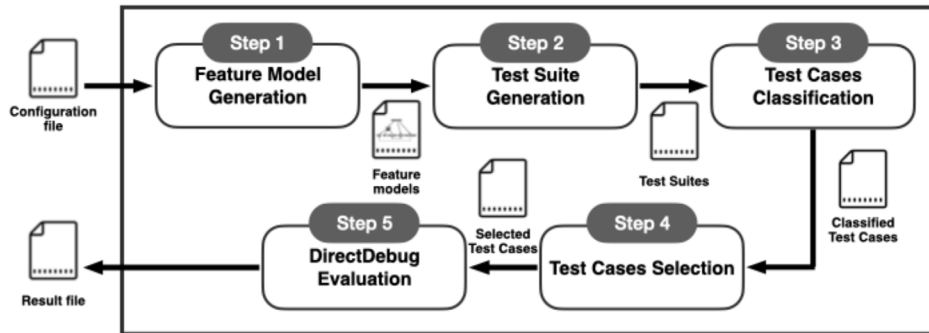 Step 1
Feature Model
Generation
Step 2
Test Suite
Generation
Step 3
Test Cases
Classification
Configuration
file
Feature
models
Test Suites
Classified
Test Cases
Step 4
Test Cases Selection
Selected
Test Cases
Step 5
DirectDebug
Evaluation
Result file